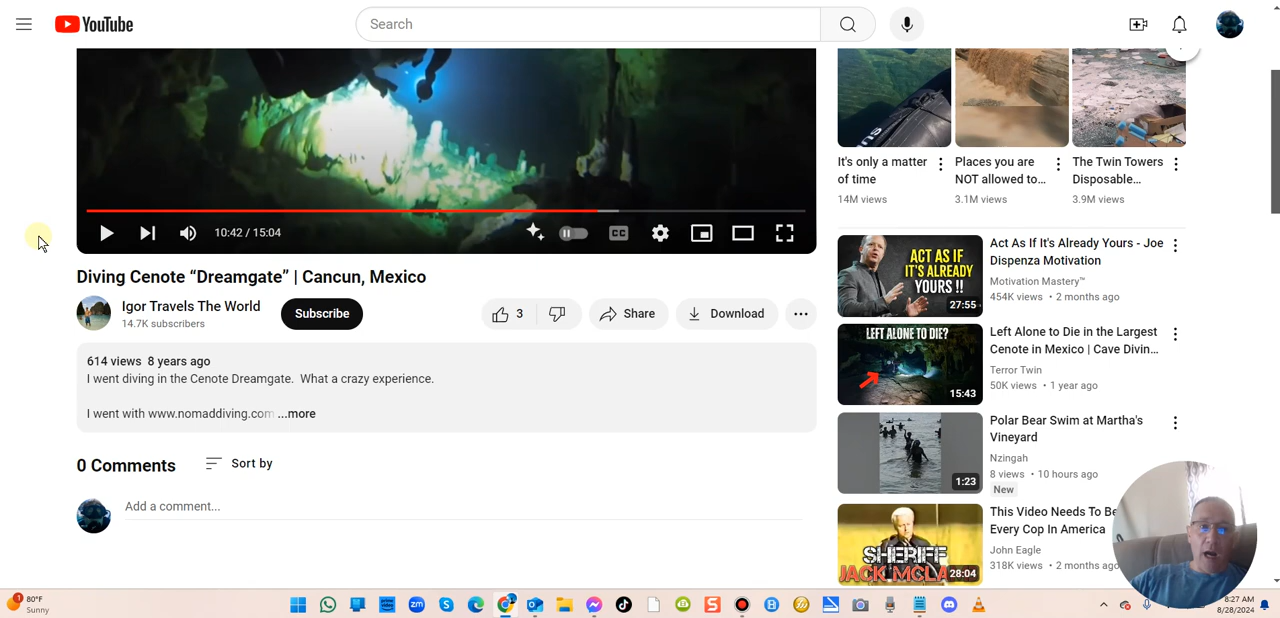 YouTube
Search
10:42 / 15:04
CC
Diving Cenote “Dreamgate” | Cancun, Mexico
Igor Travels The World
14.7K subscribers
Subscribe
3
Share
Download
614 views 8 years ago
I went diving in the Cenote Dreamgate. What a crazy experience.
I went with www.nomaddiving.com ...more
0 Comments
Sort by
Add a comment...
It's only a matter
of time
14M views
Places you are
NOT allowed to...
3.1M views
The Twin Towers
Disposable...
3.9M views
ACT AS IF
IT'S ALREADY
YOURS !!
27:55
Act As If It's Already Yours - Joe
Dispenza Motivation
Motivation Mastery™
454K views • 2 months ago
LEFT ALONE TO DIE?
15:43
Left Alone to Die in the Largest
Cenote in Mexico | Cave Divin...
Terror Twin
50K views • 1 year ago
1:23
Polar Bear Swim at Martha's
Vineyard
Nzingah
8 views • 10 hours ago
New
SHERIFF
JACK MCLA
28:04
This Video Needs To Be
Every Cop In America
John Eagle
318K views • 2 months ago
1
80°F
Sunny
prime
video
zm
8:27 AM
8/28/2024